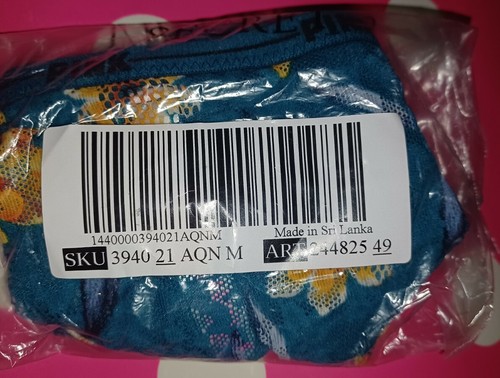 1440000394021AQNM
Made in Sri Lanka
SKU 3940 21 AQN M
ART 244825 49